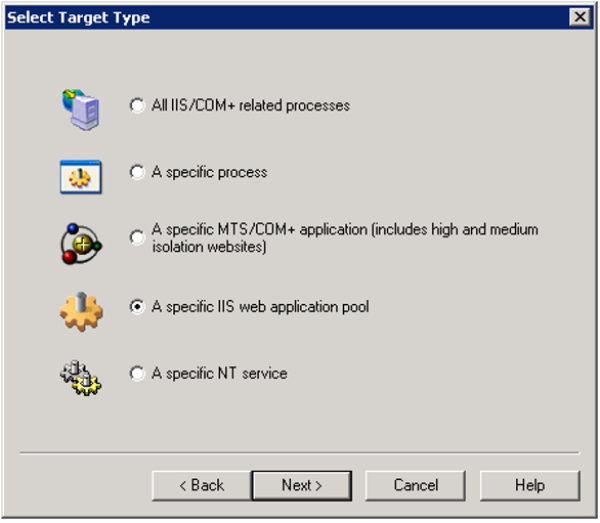 Select Target Type
All IIS/COM+ related processes
A specific process
A specific MTS/COM+ application (includes high and medium
isolation websites)
A specific IIS web application pool
A specific NT service
< Back
Next >
Cancel
Help